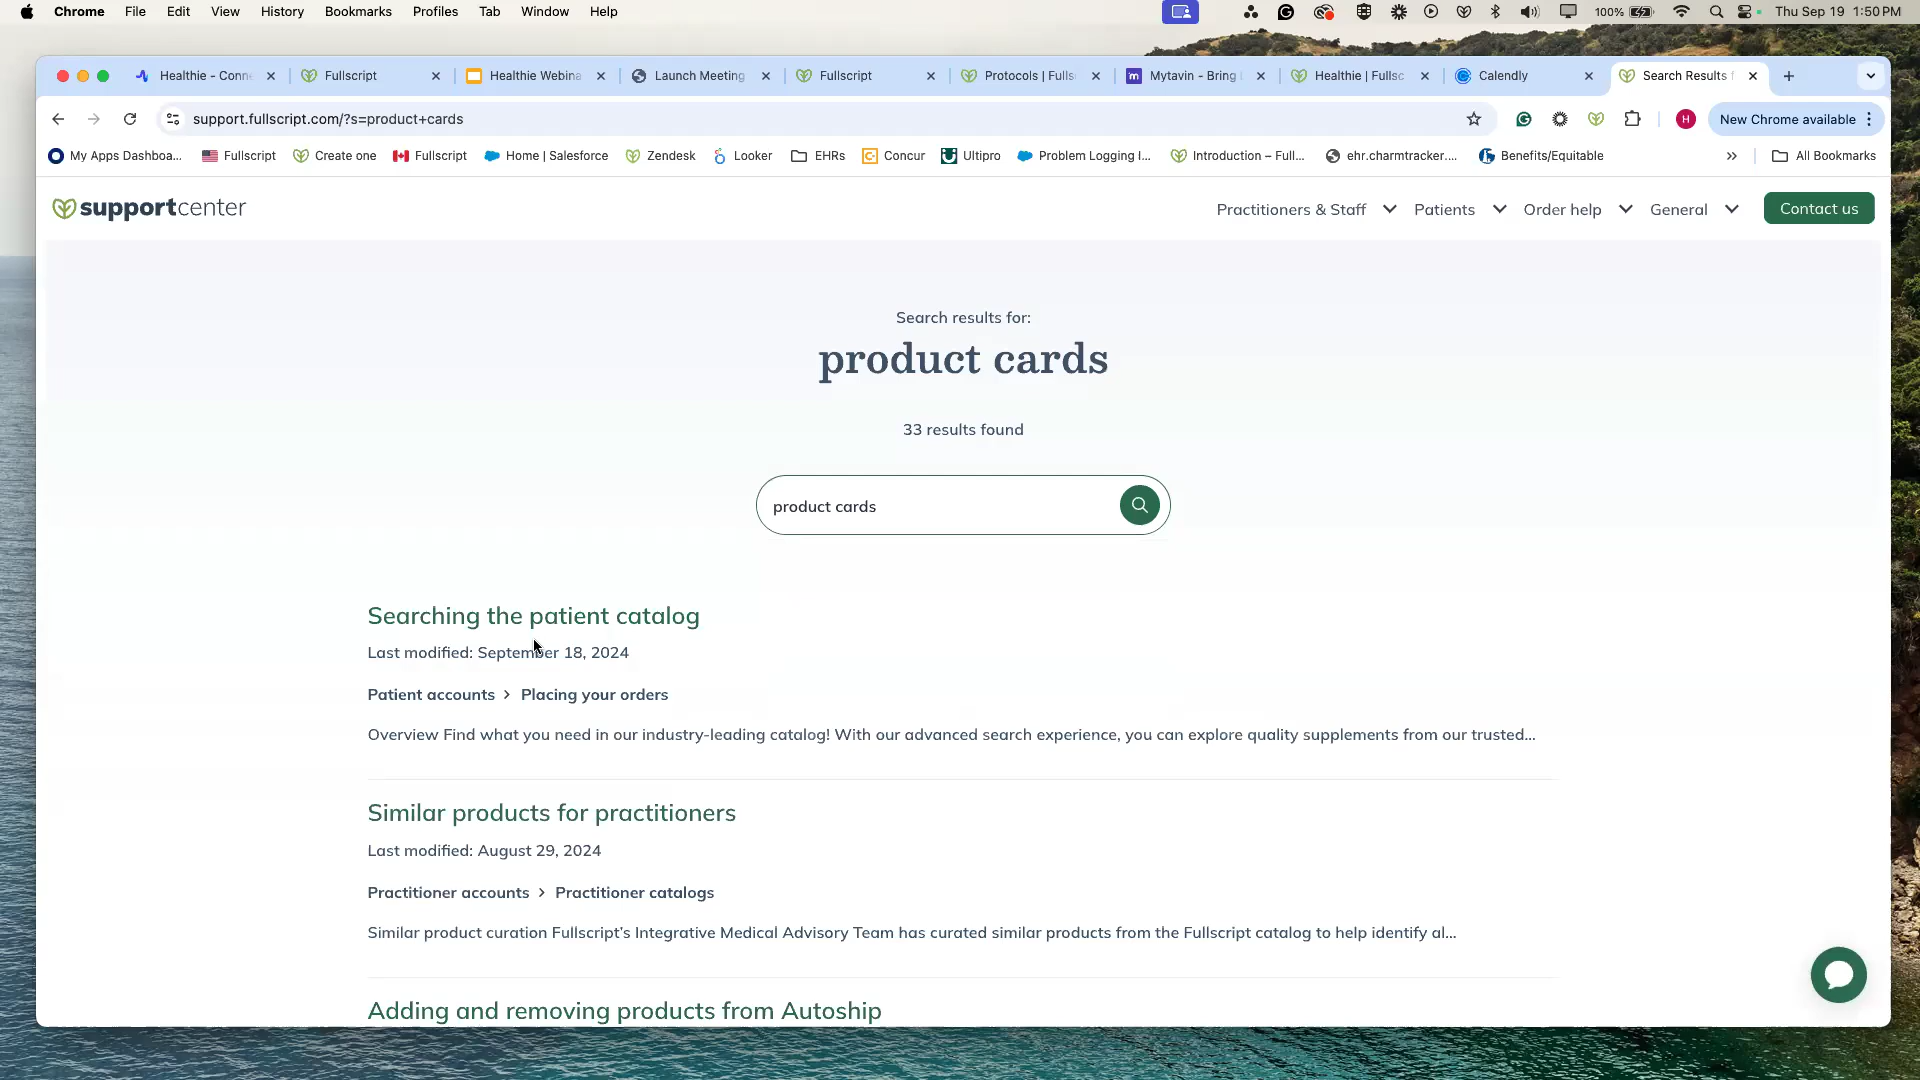 Chrome File Edit View History Bookmarks Profiles Tab Window Help 100% Thu Sep 19 1:50 PM
Healthie - Conn Fullscript Healthie Webina Launch Meeting Fullscript Protocols | Fulls Mytavin - Bring Healthie | Fullsc Calendly Search Results f
support.fullscript.com/?s=product+cards H New Chrome available
My Apps Dashboa... Fullscript Create one Fullscript Home | Salesforce Zendesk Looker EHRs Concur Ultipro Problem Logging I... Introduction – Full... ehr.charmtracker.... Benefits/Equitable » All Bookmarks
supportcenter Practitioners & Staff Patients Order help General Contact us
Search results for:
product cards
33 results found
product cards
Searching the patient catalog
Last modified: September 18, 2024
Patient accounts > Placing your orders
Overview Find what you need in our industry-leading catalog! With our advanced search experience, you can explore quality supplements from our trusted...
Similar products for practitioners
Last modified: August 29, 2024
Practitioner accounts > Practitioner catalogs
Similar product curation Fullscript's Integrative Medical Advisory Team has curated similar products from the Fullscript catalog to help identify al...
Adding and removing products from Autoship